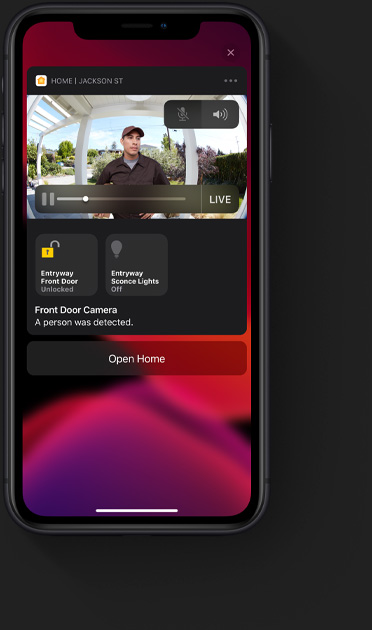 HOME | JACKSON ST
LIVE
Entryway
Front Door
Unlocked
Entryway
Sconce Lights
Off
Front Door Camera
A person was detected.
Open Home